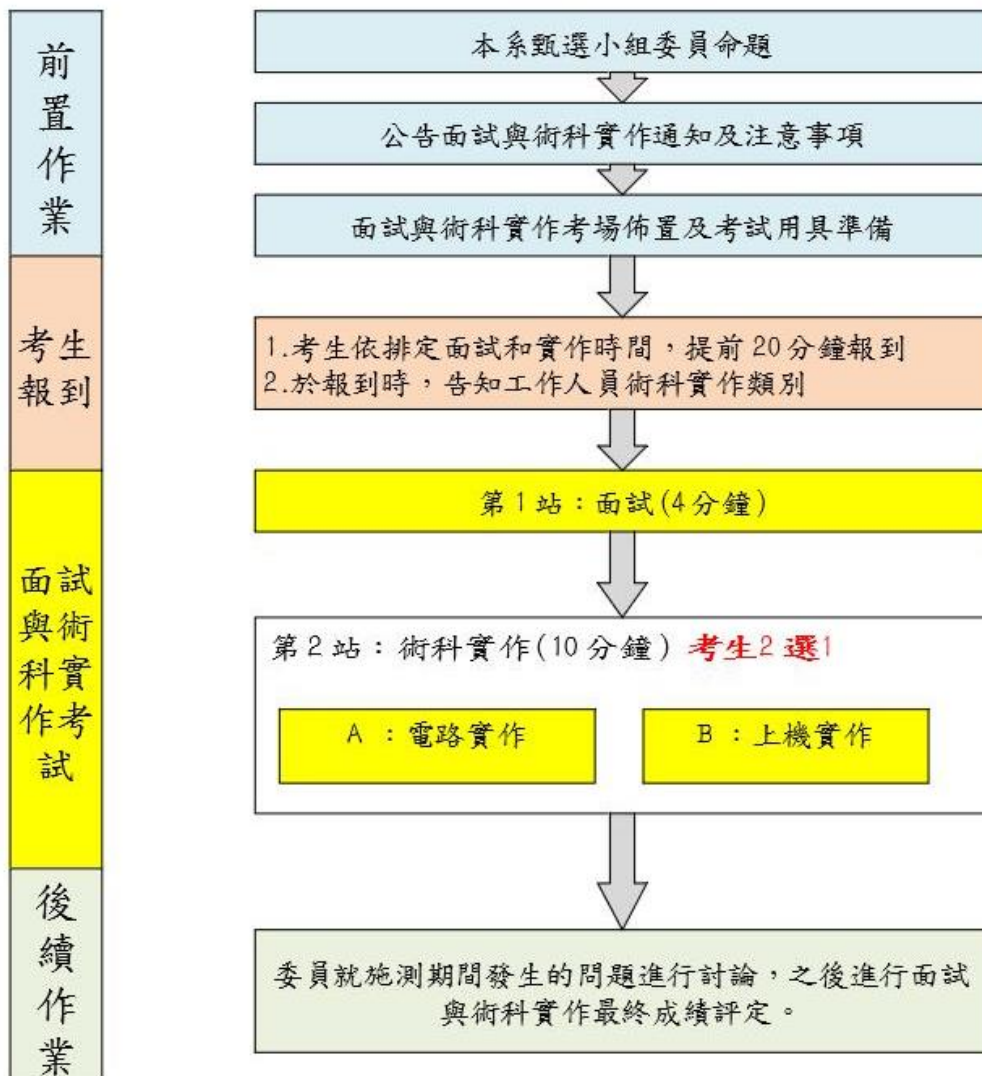 前置作業
本系甄選小組委員命題
公告面試與術科實作通知及注意事項
面試與術科實作考場佈置及考試用具準備
考生
報到
1.考生依排定面試和實作時間，提前20分鐘報到
2.於報到時，告知工作人員術科實作類別
面試
與術
科實
作考
試
第1站：面試(4分鐘)
第2站：術科實作(10分鐘) 考生2選1
A ：電路實作
B ：上機實作
後續作業
委員就施測期間發生的問題進行討論，之後進行面試
與術科實作最終成績評定。